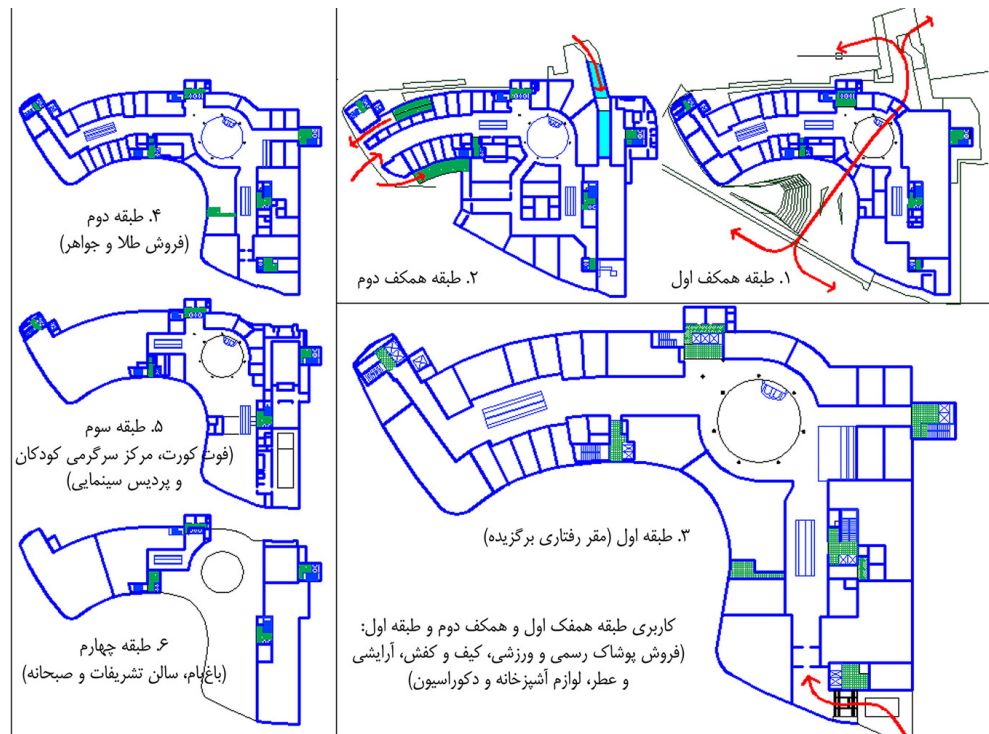 ۱. طبقه همکف اول
۲. طبقه همکف دوم
۳. طبقه اول (مقر رفتاری برگزیده)
کاربری طبقه همفک اول و همکف دوم و طبقه اول:
(فروش پوشاک رسمی و ورزشی، کیف و کفش، آرایشی
و عطر، لوازم آشپزخانه و دکوراسیون)
۴. طبقه دوم
(فروش طلا و جواهر)
۵. طبقه سوم
(فوت کورت، مرکز سرگرمی کودکان
و پردیس سینمایی)
۶. طبقه چهارم
(باغ‌بام، سالن تشریفات و صبحانه)